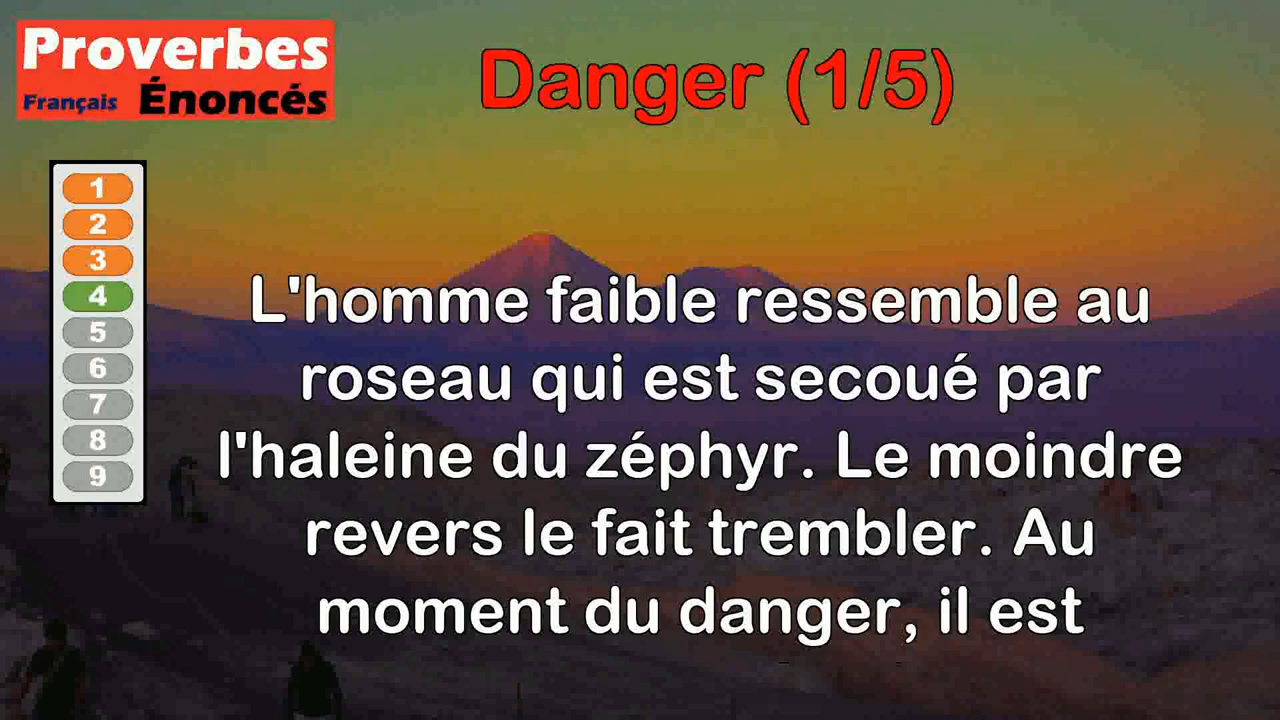 Proverbes
Français Énoncés
Danger (1/5)
1
2
3
4
5
6
7
8
9
L'homme faible ressemble au
roseau qui est secoué par
l'haleine du zéphyr. Le moindre
revers le fait trembler. Au
moment du danger, il est